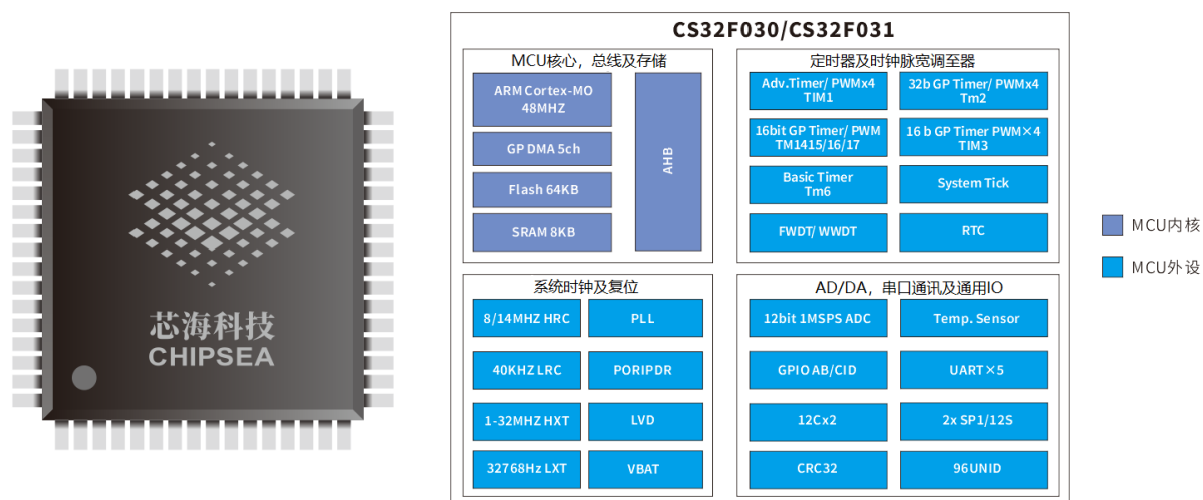 芯海科技
CHIPSEA
CS32F030/CS32F031
MCU核心，总线及存储
ARM Cortex-MO
48MHZ
GP DMA 5ch
Flash 64KB
SRAM 8KB
AHB
定时器及时钟脉宽调至器
Adv.Timer/ PWMx4
TIM1
32b GP Timer/ PWMx4
Tm2
16bit GP Timer/ PWM
TM1415/16/17
16 b GP Timer PWM×4
TIM3
Basic Timer
Tm6
System Tick
FWDT/ WWDT
RTC
系统时钟及复位
8/14MHZ HRC
PLL
40KHZ LRC
PORIPDR
1-32MHZ HXT
LVD
32768Hz LXT
VBAT
AD/DA，串口通讯及通用IO
12bit 1MSPS ADC
Temp. Sensor
GPIO AB/CID
UART×5
12Cx2
2x SP1/12S
CRC32
96UNID
MCU内核
MCU外设